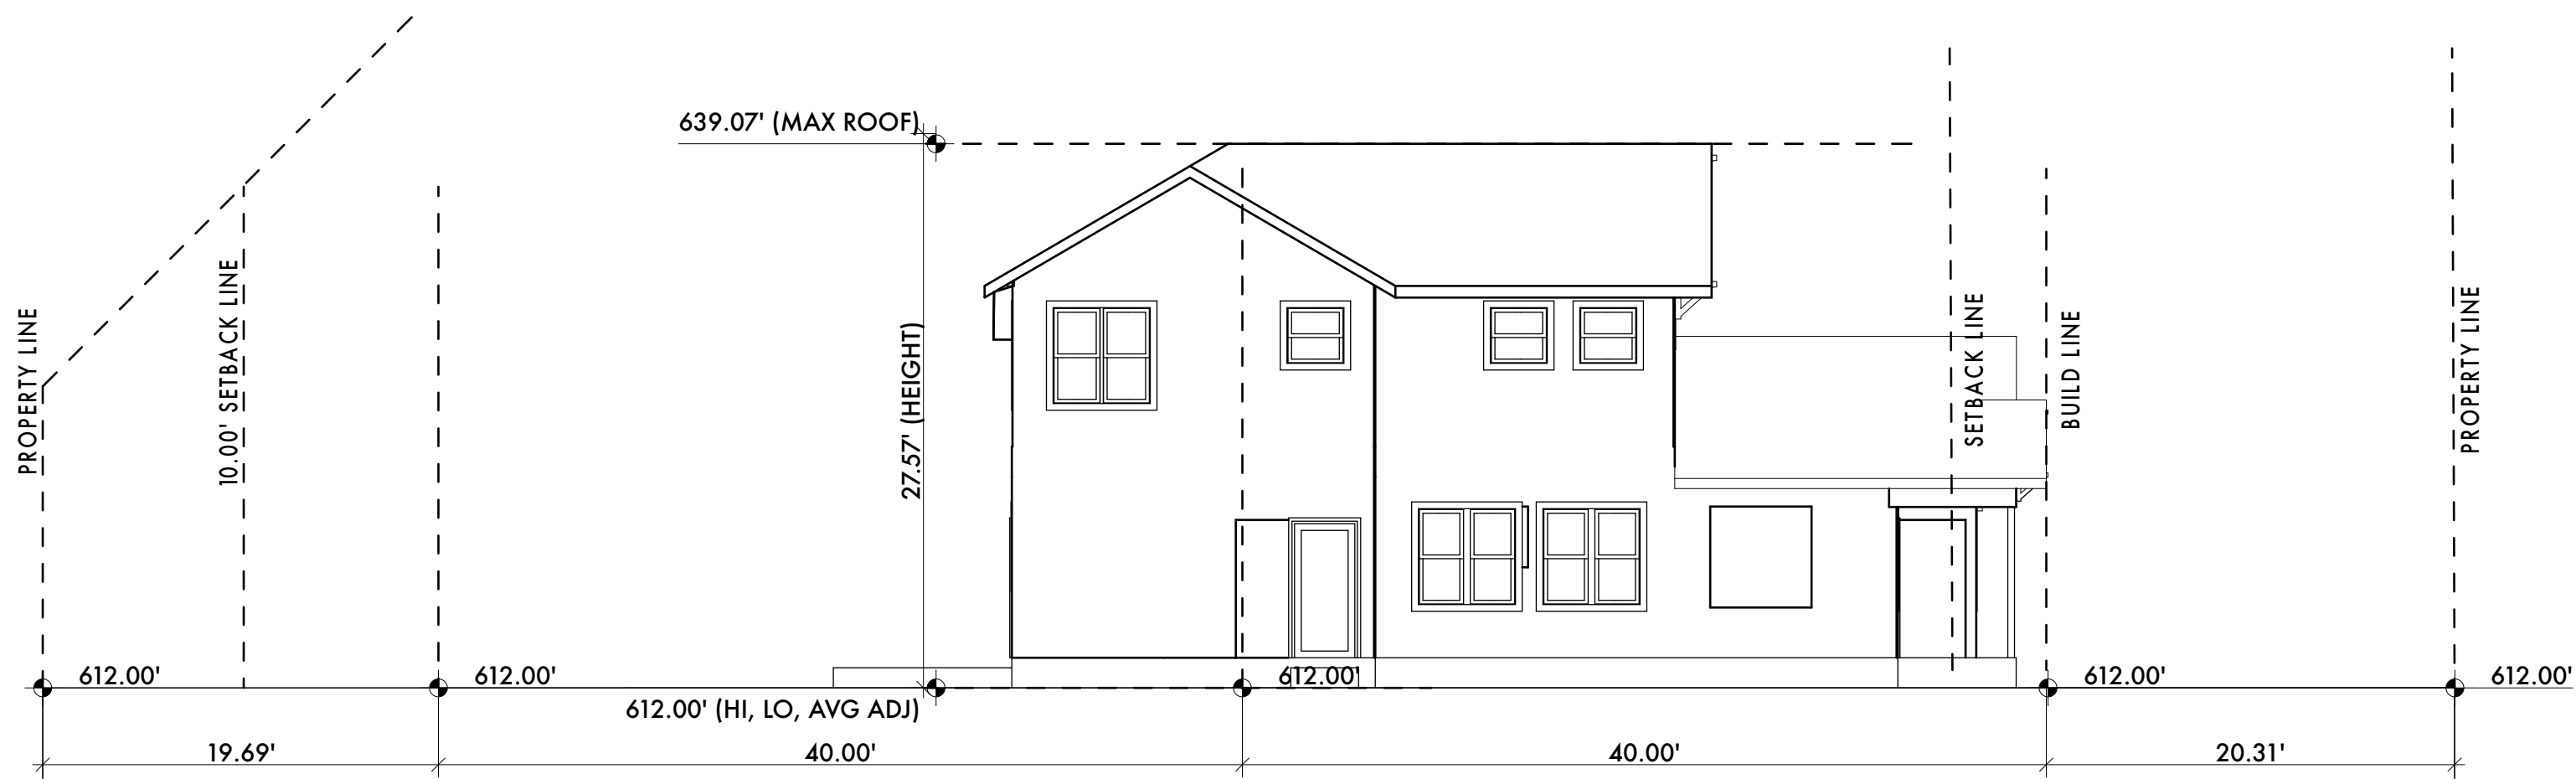 639.07' (MAX ROOF)
PROPERTY LINE
10.00' SETBACK LINE
27.57' (HEIGHT)
SETBACK LINE
BUILD LINE
PROPERTY LINE
612.00'
612.00'
612.00'
612.00'
612.00'
612.00' (HI, LO, AVG ADJ)
19.69'
40.00'
40.00'
20.31'